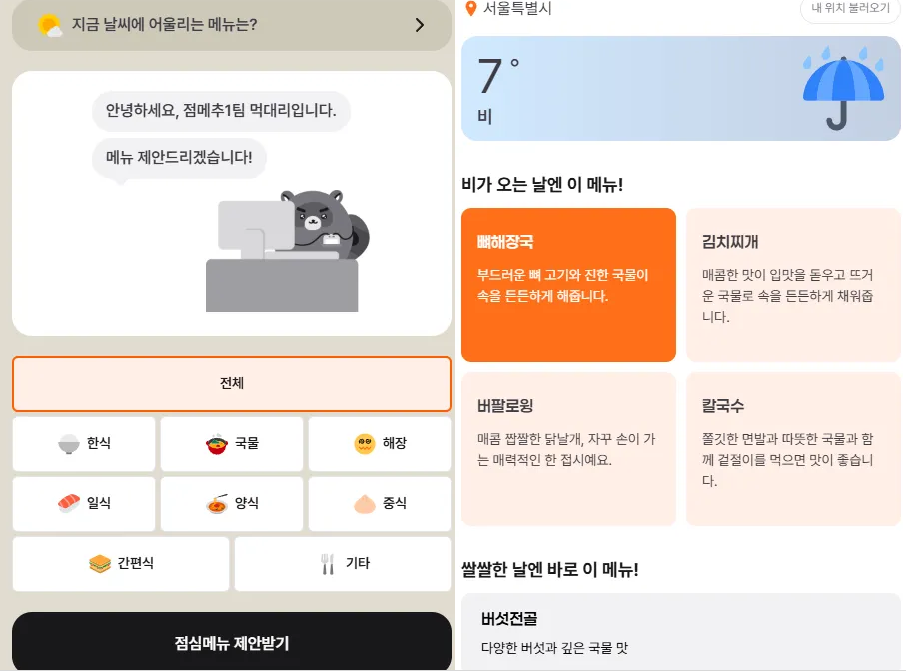 지금 날씨에 어울리는 메뉴는?
안녕하세요, 점메추1팀 먹대리입니다.
메뉴 제안드리겠습니다!
전체
한식
국물
해장
일식
양식
중식
간편식
기타
점심메뉴 제안받기
서울특별시
내 위치 불러오기
7°
비
비가 오는 날엔 이 메뉴!
뼈해장국
부드러운 뼈 고기와 진한 국물이
속을 든든하게 해줍니다.
김치찌개
매콤한 맛이 입맛을 돋우고 뜨거
운 국물로 속을 든든하게 채워줍
니다.
버팔로윙
매콤 짭짤한 닭날개, 자꾸 손이 가
는 매력적인 한 접시예요.
칼국수
쫄깃한 면발과 따뜻한 국물과 함
께 겉절이를 먹으면 맛이 좋습니
다.
쌀쌀한 날엔 바로 이 메뉴!
버섯전골
다양한 버섯과 깊은 국물 맛